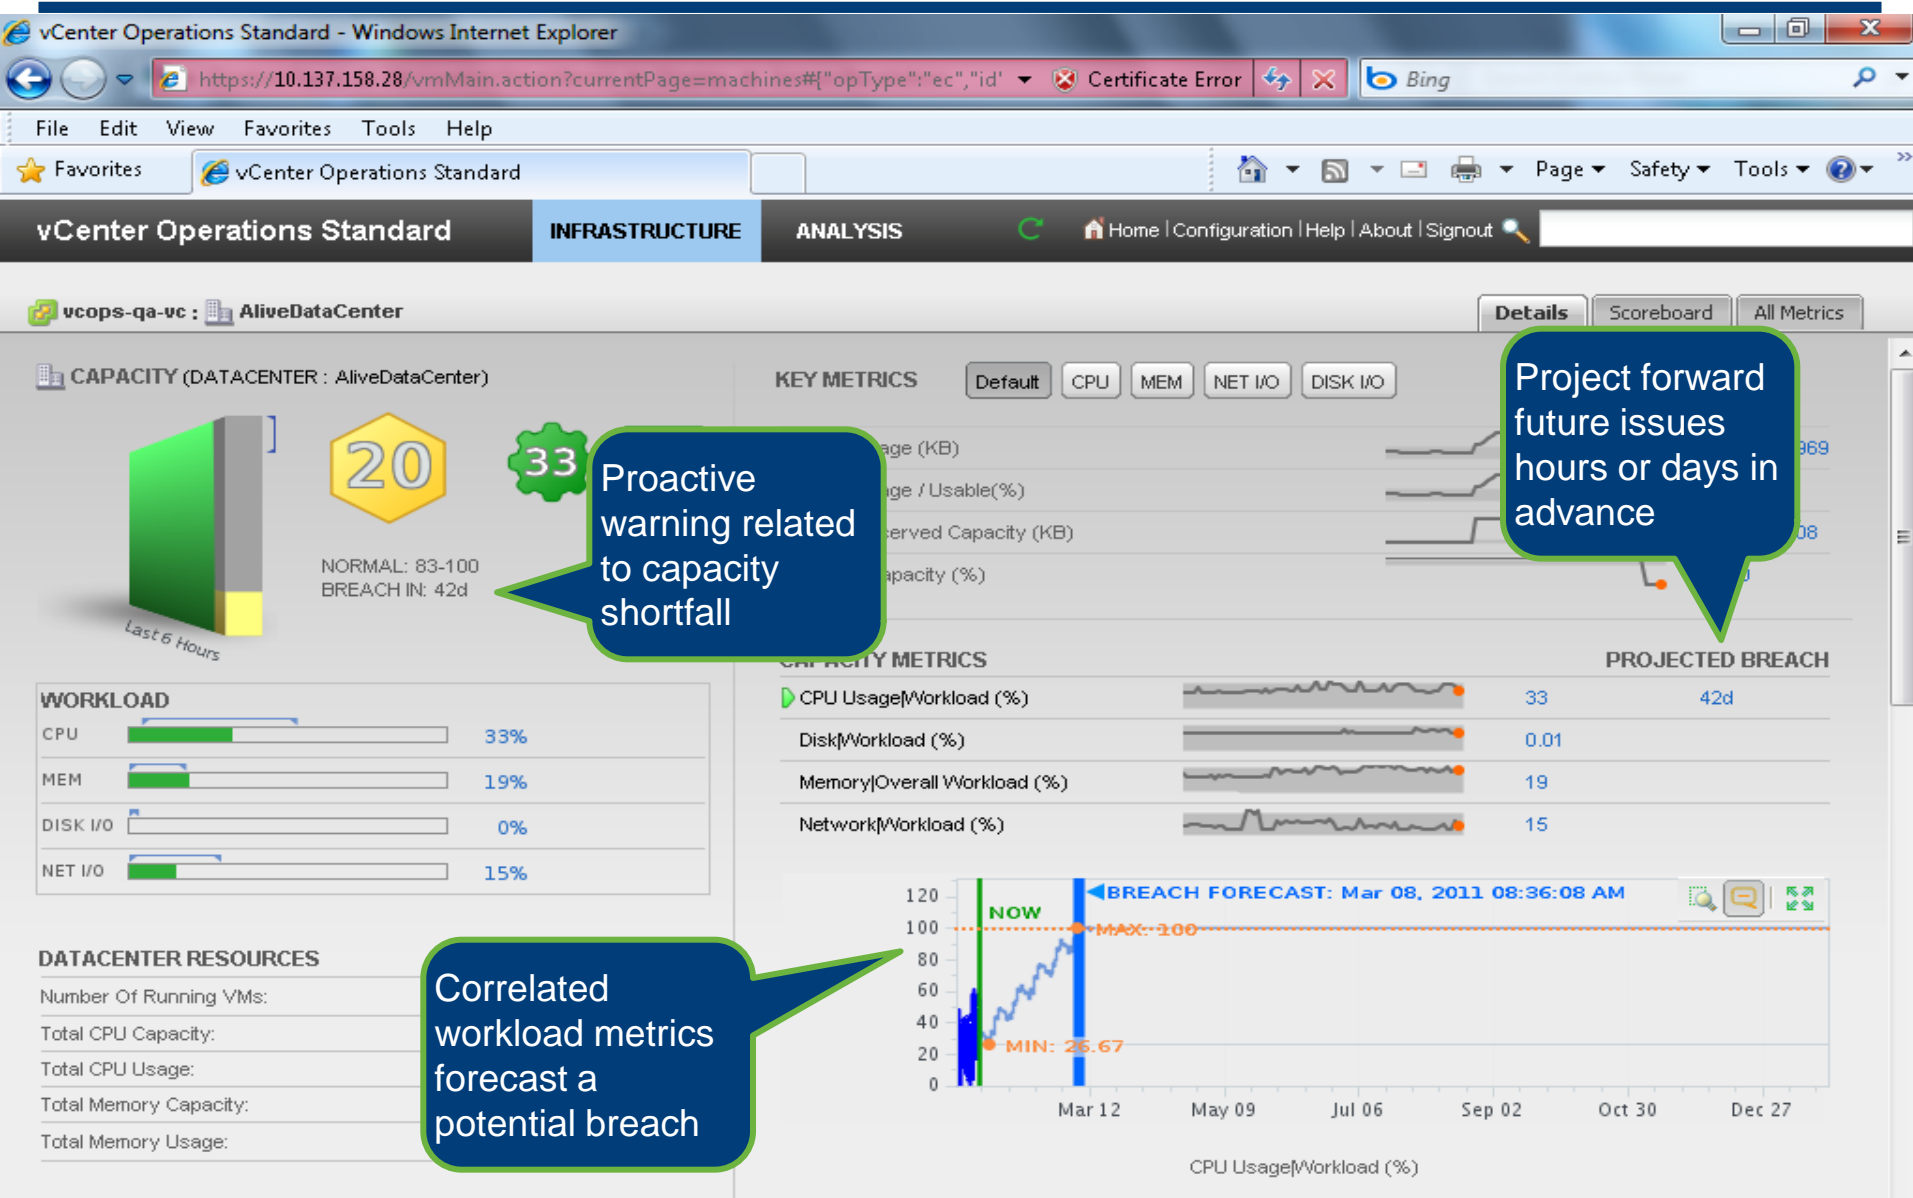 vCenter Operations Standard - Windows Internet Explorer
https://10.137.158.28/vmMain.action?currentPage=machines#{"opType":"ec","id' Certificate Error Bing
File Edit View Favorites Tools Help
Favorites vCenter Operations Standard Page Safety Tools
vCenter Operations Standard INFRASTRUCTURE ANALYSIS Home | Configuration | Help | About | Signout
vcops-qa-vc : AliveDataCenter Details Scoreboard All Metrics
CAPACITY (DATACENTER : AliveDataCenter)
20 33
NORMAL: 83-100
BREACH IN: 42d
Last 6 Hours
Proactive
warning related
to capacity
shortfall
KEY METRICS Default CPU MEM NET I/O DISK I/O
age (KB) 969
ge / Usable(%)
erved Capacity (KB) 08
apacity (%)
Project forward
future issues
hours or days in
advance
WORKLOAD
CPU 33%
MEM 19%
DISK I/O 0%
NET I/O 15%
CAPACITY METRICS PROJECTED BREACH
CPU Usage|Workload (%) 33 42d
Disk|Workload (%) 0.01
Memory|Overall Workload (%) 19
Network|Workload (%) 15
DATACENTER RESOURCES
Number Of Running VMs:
Total CPU Capacity:
Total CPU Usage:
Total Memory Capacity:
Total Memory Usage:
Correlated
workload metrics
forecast a
potential breach
BREACH FORECAST: Mar 08, 2011 08:36:08 AM
NOW
MAX: 100
MIN: 26.67
120
100
80
60
40
20
0
Mar 12 May 09 Jul 06 Sep 02 Oct 30 Dec 27
CPU Usage|Workload (%)